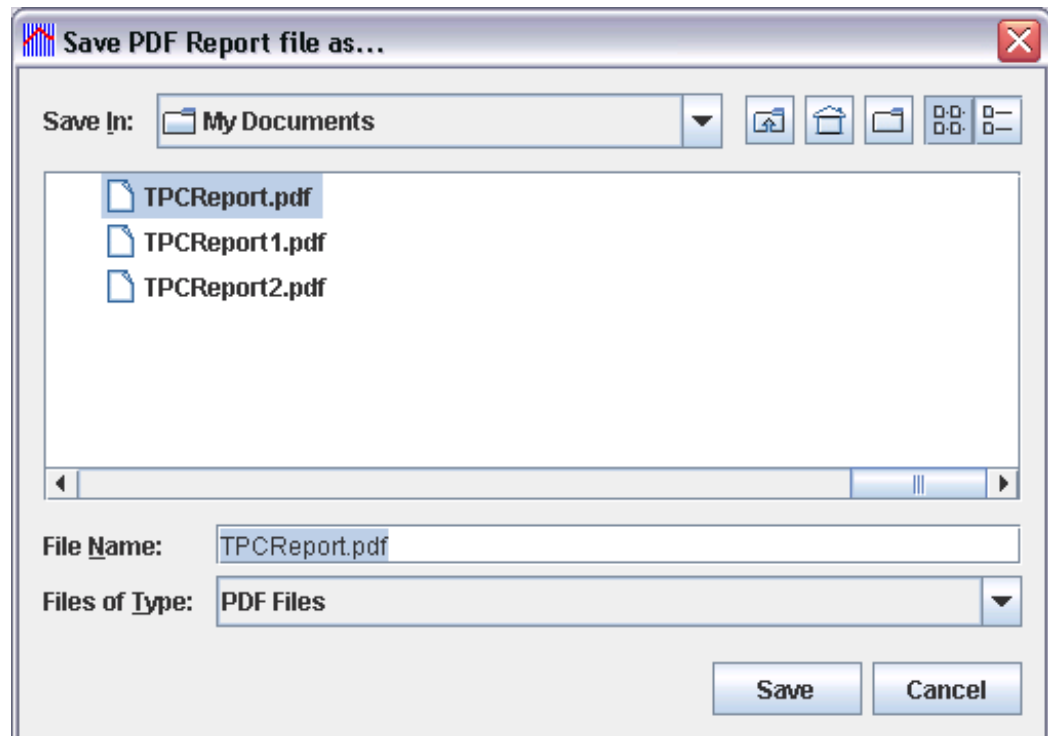 Save PDF Report file as...
Save In: My Documents
TPCReport.pdf
TPCReport1.pdf
TPCReport2.pdf
File Name: TPCReport.pdf
Files of Type: PDF Files
Save Cancel